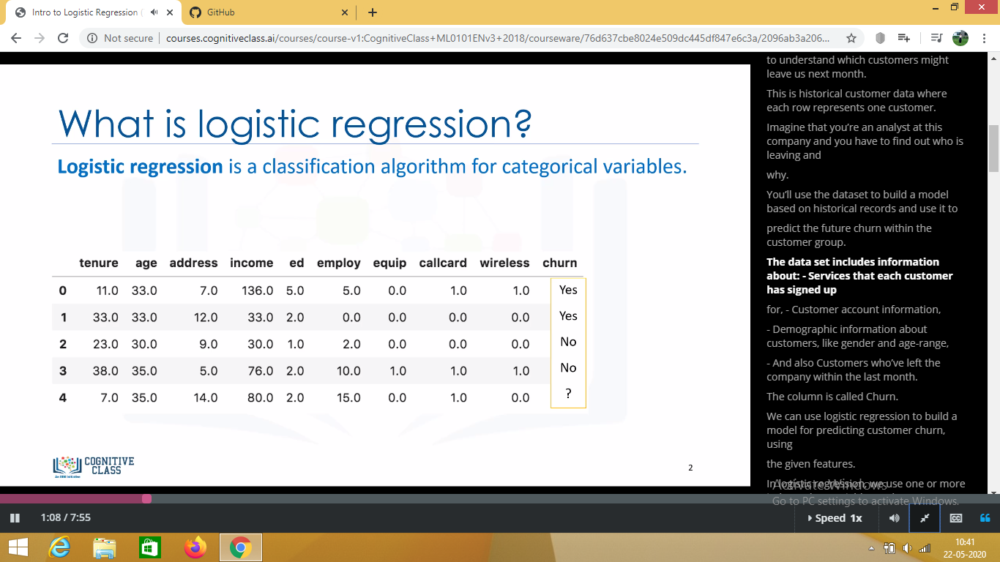 Intro to Logistic Regression (
GitHub
Not secure
courses.cognitiveclass.ai/courses/course-v1:CognitiveClass+ML0101ENv3+2018/courseware/76d637cbe8024e509dc445df847e6c3a/2096ab3a206...
What is logistic regression?
Logistic regression is a classification algorithm for categorical variables.
tenure age address income ed employ equip callcard wireless churn
0 11.0 33.0 7.0 136.0 5.0 5.0 0.0 1.0 1.0 Yes
1 33.0 33.0 12.0 33.0 2.0 0.0 0.0 0.0 0.0 Yes
2 23.0 30.0 9.0 30.0 1.0 2.0 0.0 0.0 0.0 No
3 38.0 35.0 5.0 76.0 2.0 10.0 1.0 1.0 1.0 No
4 7.0 35.0 14.0 80.0 2.0 15.0 0.0 1.0 0.0 ?
COGNITIVE
CLASS
An IBM Initiative
2
to understand which customers might
leave us next month.
This is historical customer data where
each row represents one customer.
Imagine that you're an analyst at this
company and you have to find out who is
leaving and
why.
You'll use the dataset to build a model
based on historical records and use it to
predict the future churn within the
customer group.
The data set includes information
about: - Services that each customer
has signed up
for, - Customer account information,
- Demographic information about
customers, like gender and age-range,
- And also Customers who've left the
company within the last month.
The column is called Churn.
We can use logistic regression to build a
model for predicting customer churn,
using
the given features.
In logistic regression, we use one or more
Activate Windows
Go to PC settings to activate Windows.
1:08 / 7:55
Speed 1x
CC
10:41
22-05-2020